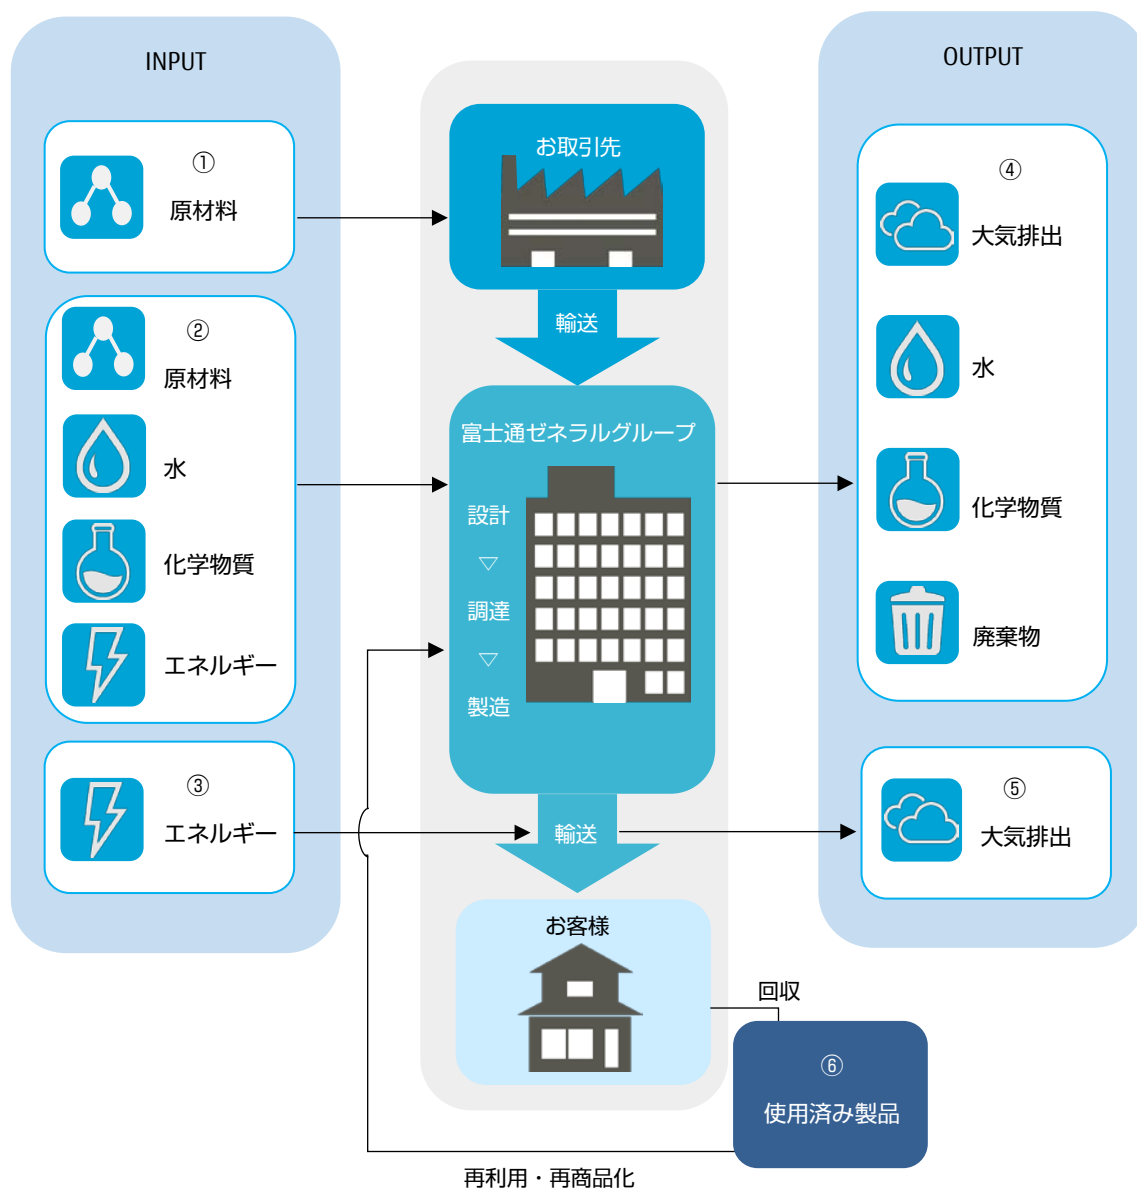 INPUT
①
原材料
②
原材料
水
化学物質
エネルギー
③
エネルギー
お取引先
輸送
富士通ゼネラルグループ
設計
▽
調達
▽
製造
輸送
お客様
OUTPUT
④
大気排出
水
化学物質
廃棄物
⑤
大気排出
回収
⑥
使用済み製品
再利用・再商品化